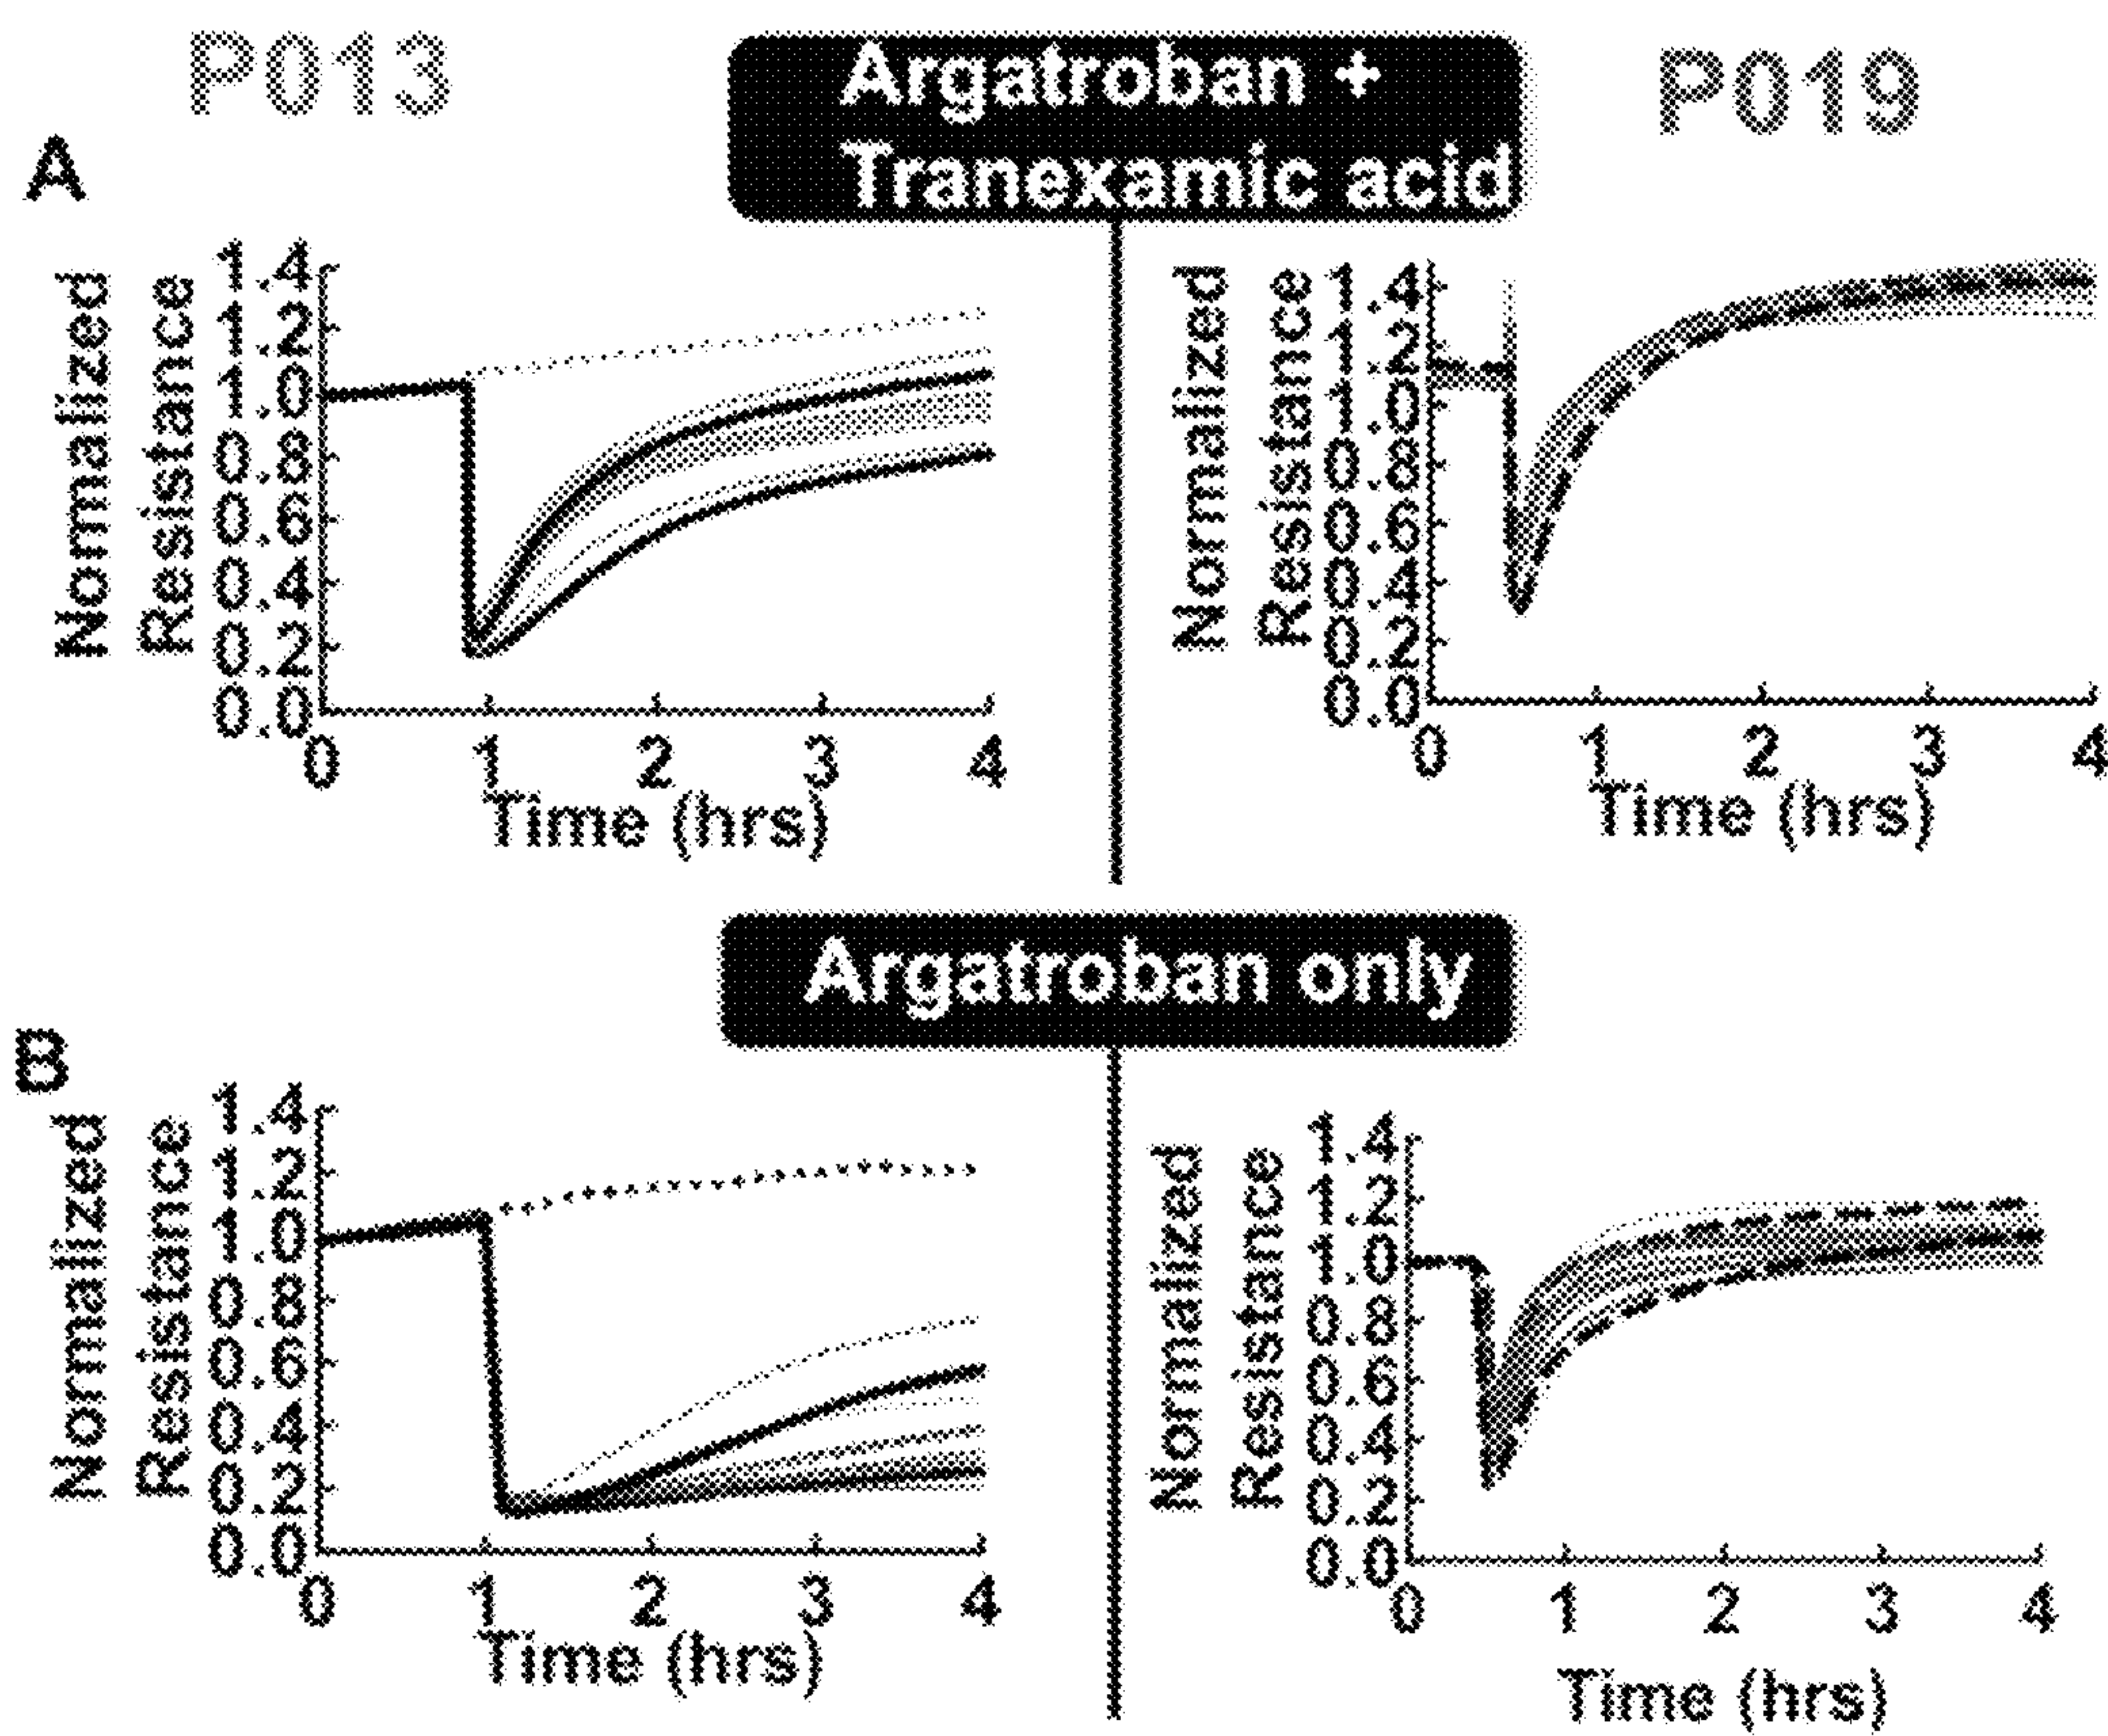 P013
Argatroban +
Tranexamic acid
P019
A
Normalized
Resistance
1.4
1.2
1.0
0.8
0.6
0.4
0.2
0.0
0 1 2 3 4
Time (hrs)
Normalized
Resistance
1.4
1.2
1.0
0.8
0.6
0.4
0.2
0.0
0 1 2 3 4
Time (hrs)
Argatroban only
B
Normalized
Resistance
1.4
1.2
1.0
0.8
0.6
0.4
0.2
0.0
0 1 2 3 4
Time (hrs)
Normalized
Resistance
1.4
1.2
1.0
0.8
0.6
0.4
0.2
0.0
0 1 2 3 4
Time (hrs)